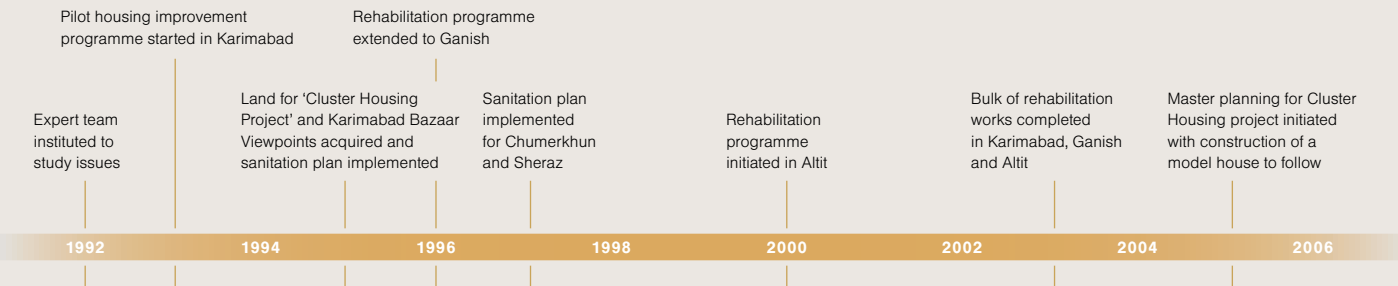 Pilot housing improvement
programme started in Karimabad
Rehabilitation programme
extended to Ganish
Expert team
instituted to
study issues
Land for ‘Cluster Housing
Project’ and Karimabad Bazaar
Viewpoints acquired and
sanitation plan implemented
Sanitation plan
implemented
for Chumerkhun
and Sheraz
Rehabilitation
programme
initiated in Altit
Bulk of rehabilitation
works completed
in Karimabad, Ganish
and Altit
Master planning for Cluster
Housing project initiated
with construction of a
model house to follow
1992 1994 1996 1998 2000 2002 2004 2006